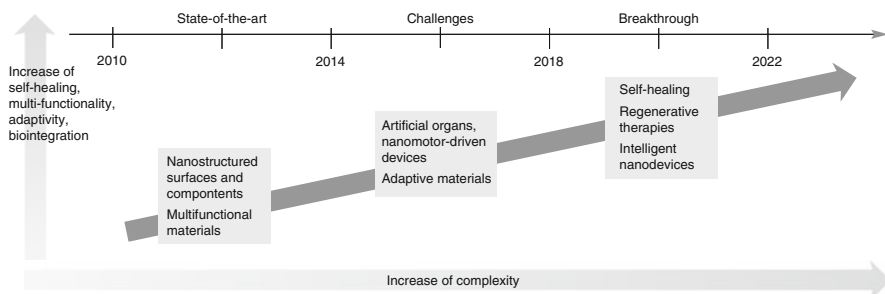 State-of-the-art Challenges Breakthrough
2010 2014 2018 2022
Increase of
self-healing,
multi-functionality,
adaptivity,
biointegration
Nanostructured
surfaces and
compontents
Multifunctional
materials
Artificial organs,
nanomotor-driven
devices
Adaptive materials
Self-healing
Regenerative
therapies
Intelligent
nanodevices
Increase of complexity